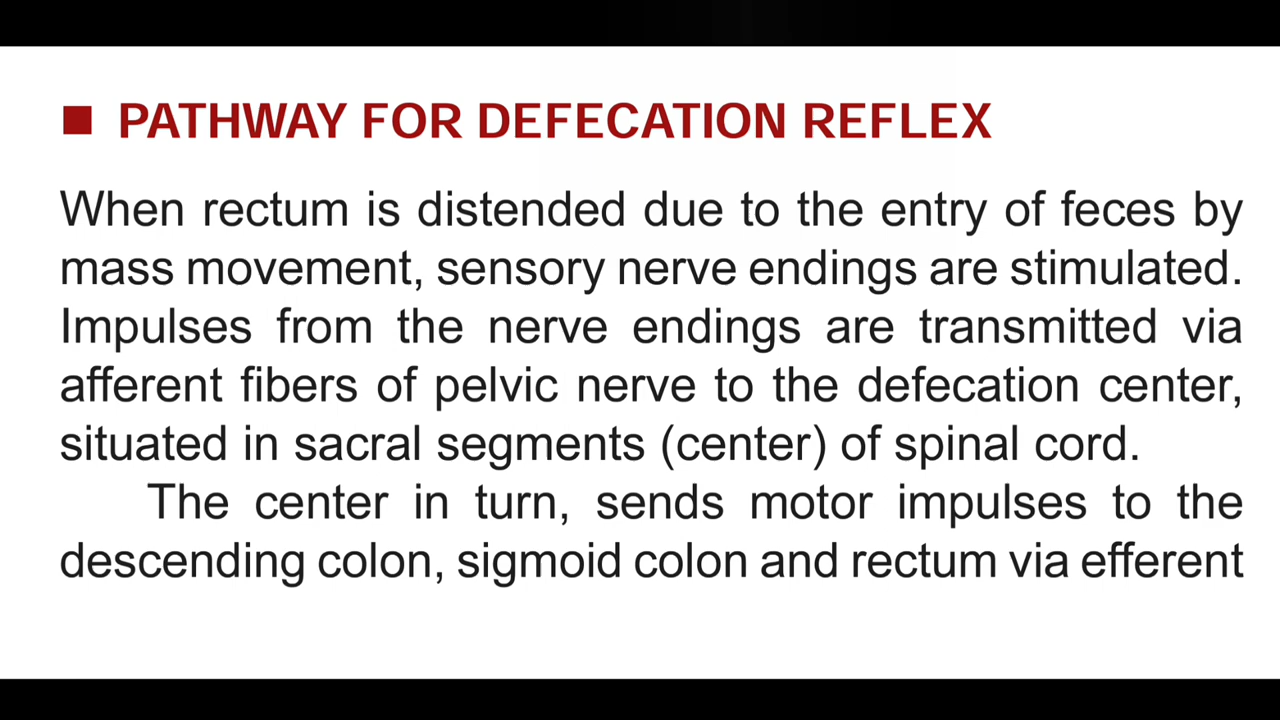 ■ PATHWAY FOR DEFECATION REFLEX
When rectum is distended due to the entry of feces by
mass movement, sensory nerve endings are stimulated.
Impulses from the nerve endings are transmitted via
afferent fibers of pelvic nerve to the defecation center,
situated in sacral segments (center) of spinal cord.
The center in turn, sends motor impulses to the
descending colon, sigmoid colon and rectum via efferent